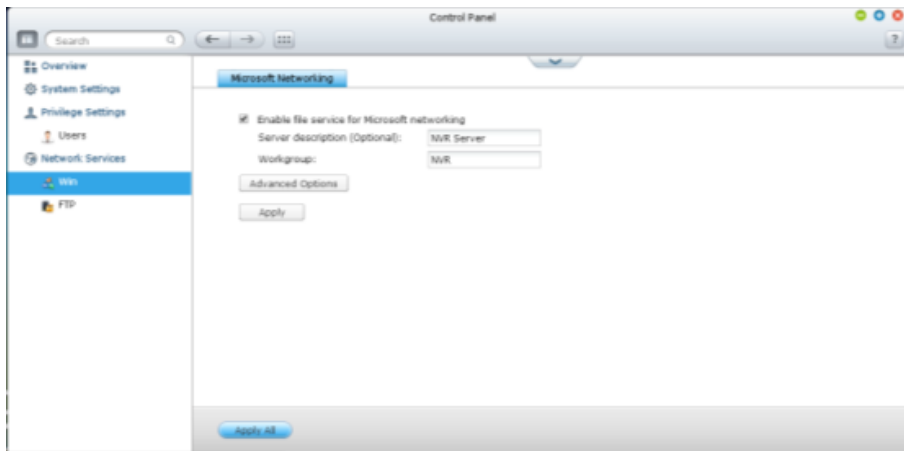 Control Panel
Search
?
Overview
System Settings
Privilege Settings
Users
Network Services
Win
FTP
Microsoft Networking
Enable file service for Microsoft networking
Server description (Optional):
NVR Server
Workgroup:
NVR
Advanced Options
Apply
Apply All